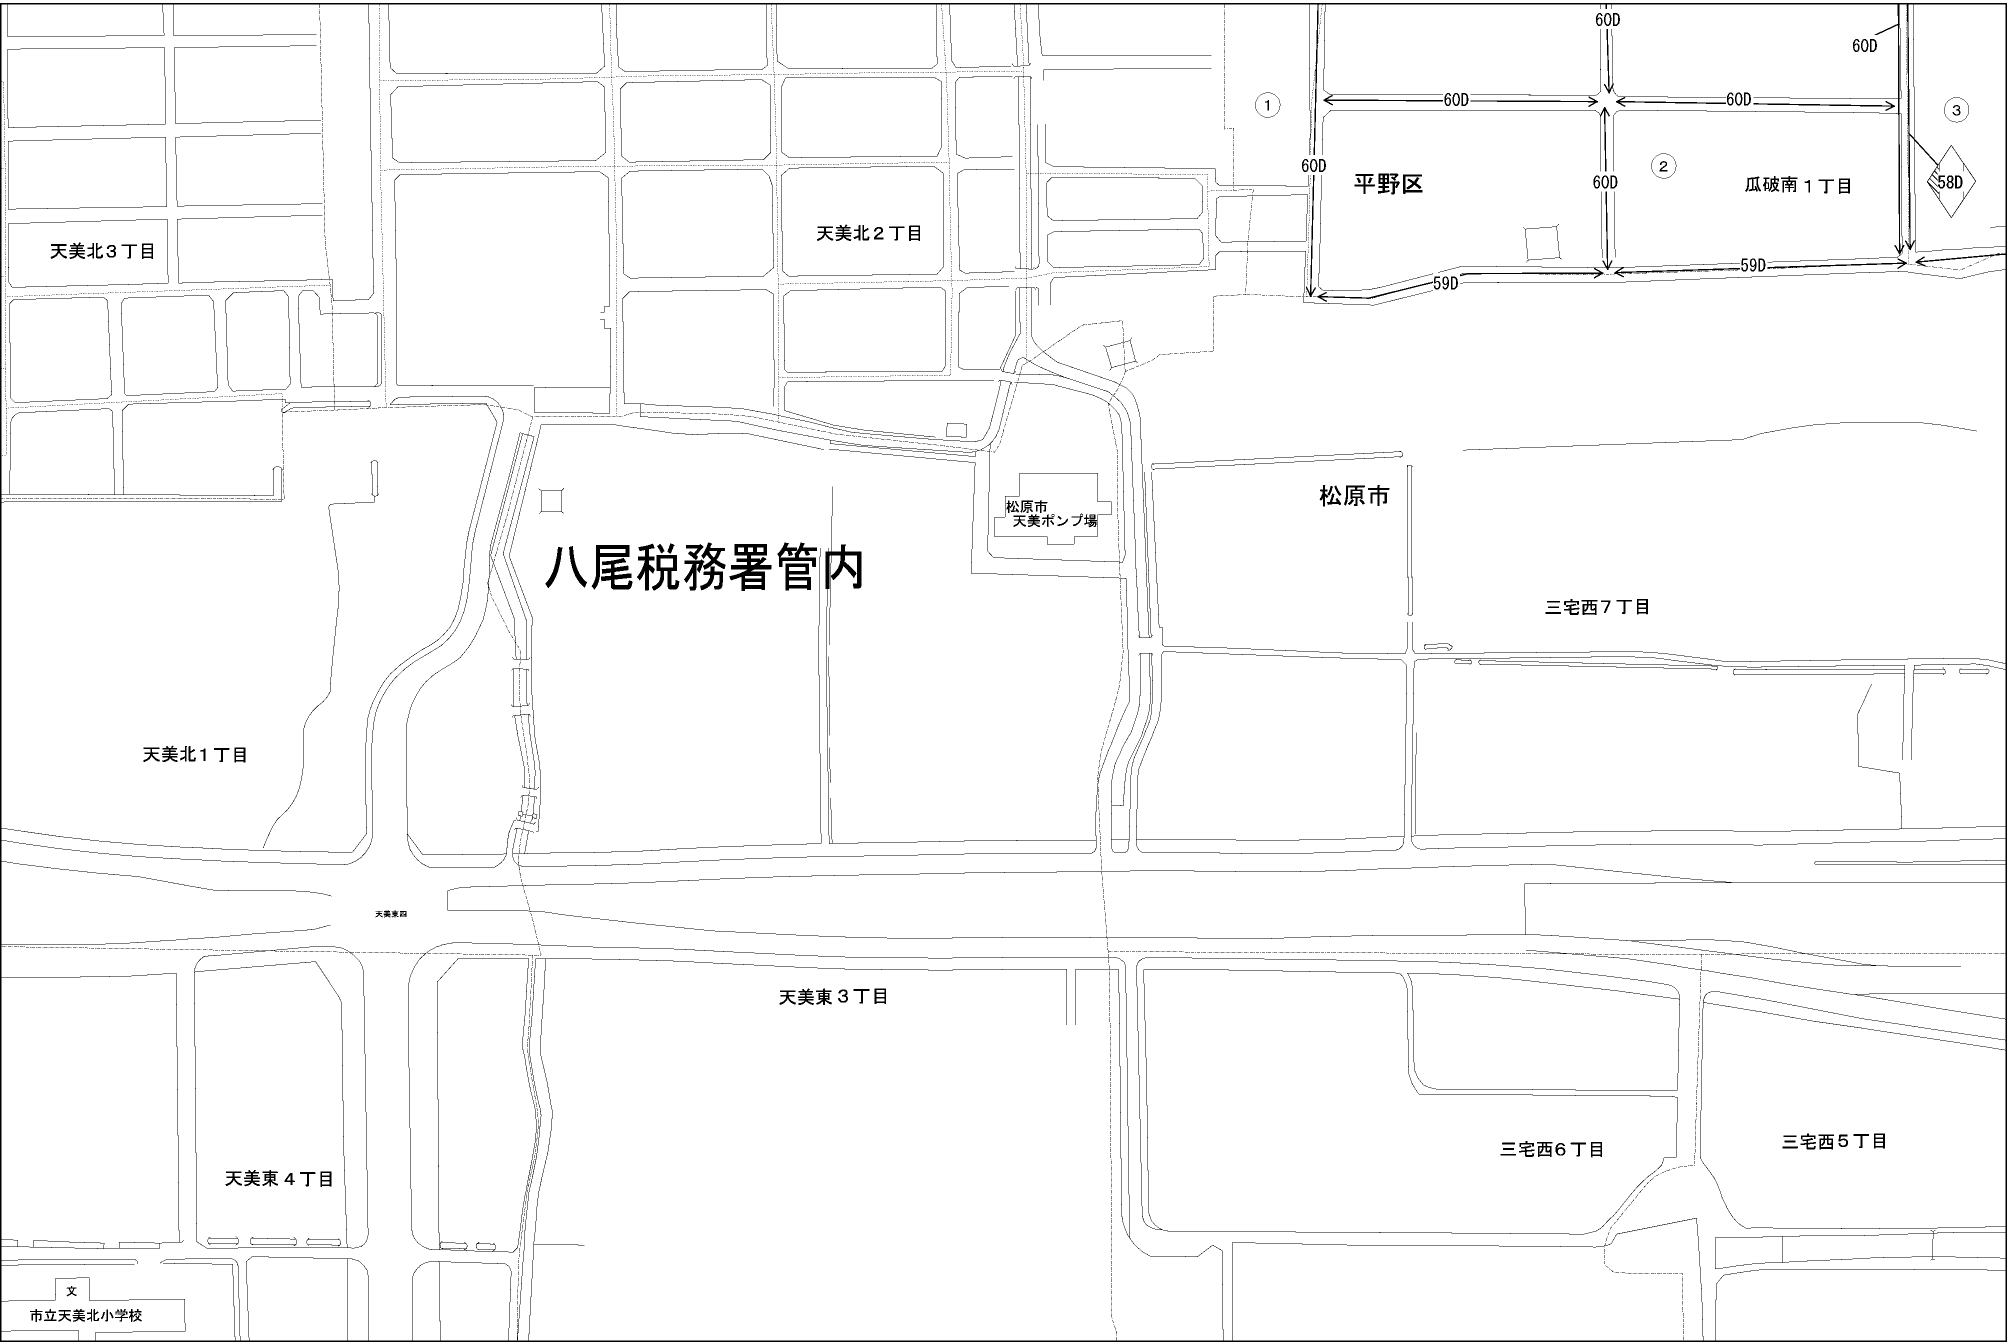 60D
60D
60D
60D
①
③
60D
平野区
②
60D
瓜破南1丁目
58D
天美北3丁目
天美北2丁目
59D
59D
松原市
松原市
天美ポンプ場
八尾税務署管内
三宅西7丁目
天美北1丁目
天美東四
天美東3丁目
三宅西6丁目
三宅西5丁目
天美東4丁目
文
市立天美北小学校